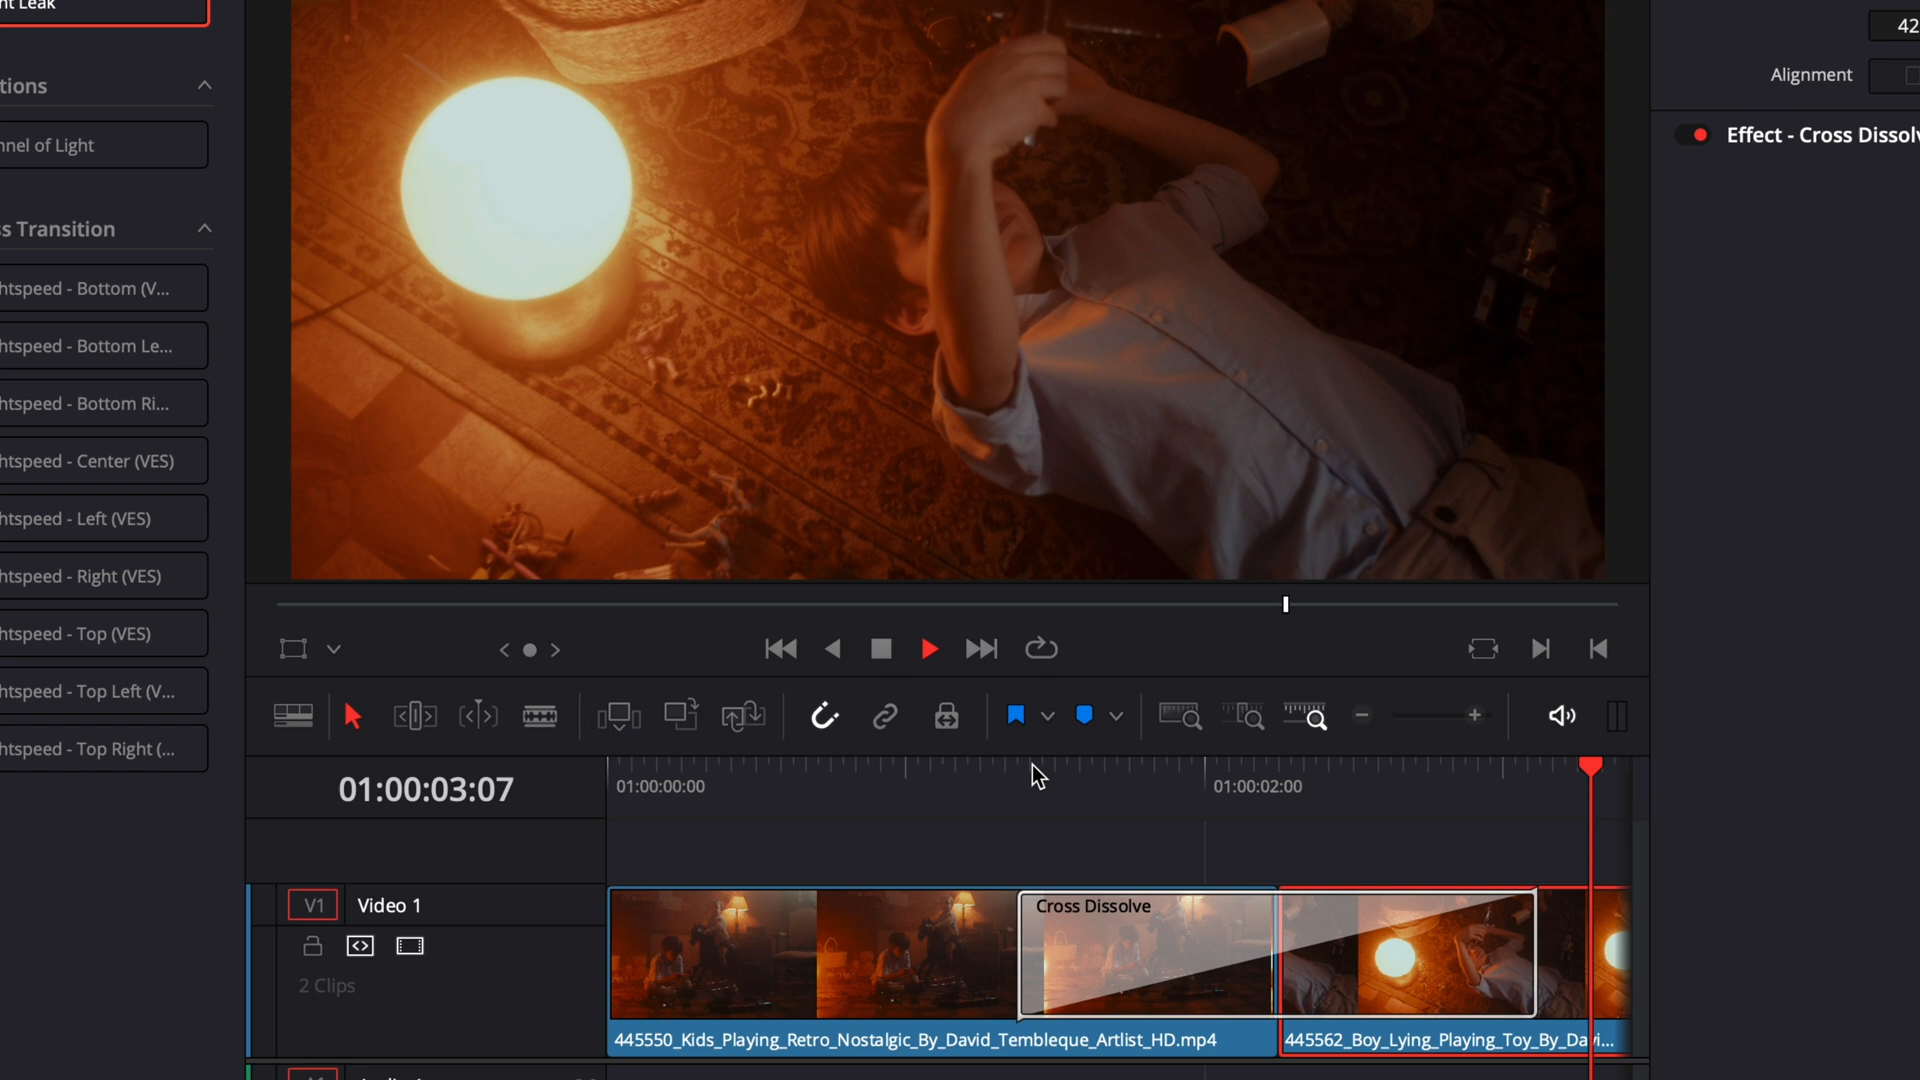 nt Leak
tions
nnel of Light
s Transition
htspeed - Bottom (V...
htspeed - Bottom Le...
htspeed - Bottom Ri...
htspeed - Center (VES)
htspeed - Left (VES)
htspeed - Right (VES)
htspeed - Top (VES)
htspeed - Top Left (V...
htspeed - Top Right (...
42
Alignment
Effect - Cross Dissolv
01:00:03:07
01:00:00:00
01:00:02:00
V1
Video 1
2 Clips
Cross Dissolve
445550_Kids_Playing_Retro_Nostalgic_By_David_Tembleque_Artlist_HD.mp4
445562_Boy_Lying_Playing_Toy_By_Davi...